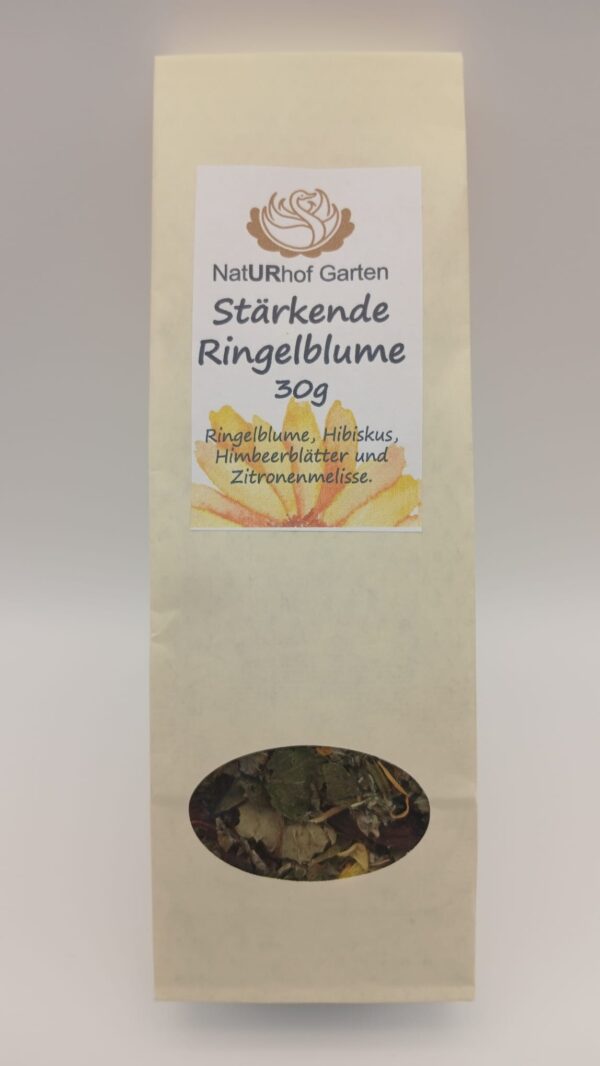 NatURhof Garten
Stärkende
Ringelblume
30g
Ringelblume, Hibiskus,
Himbeerblätter und
Zitronenmelisse.